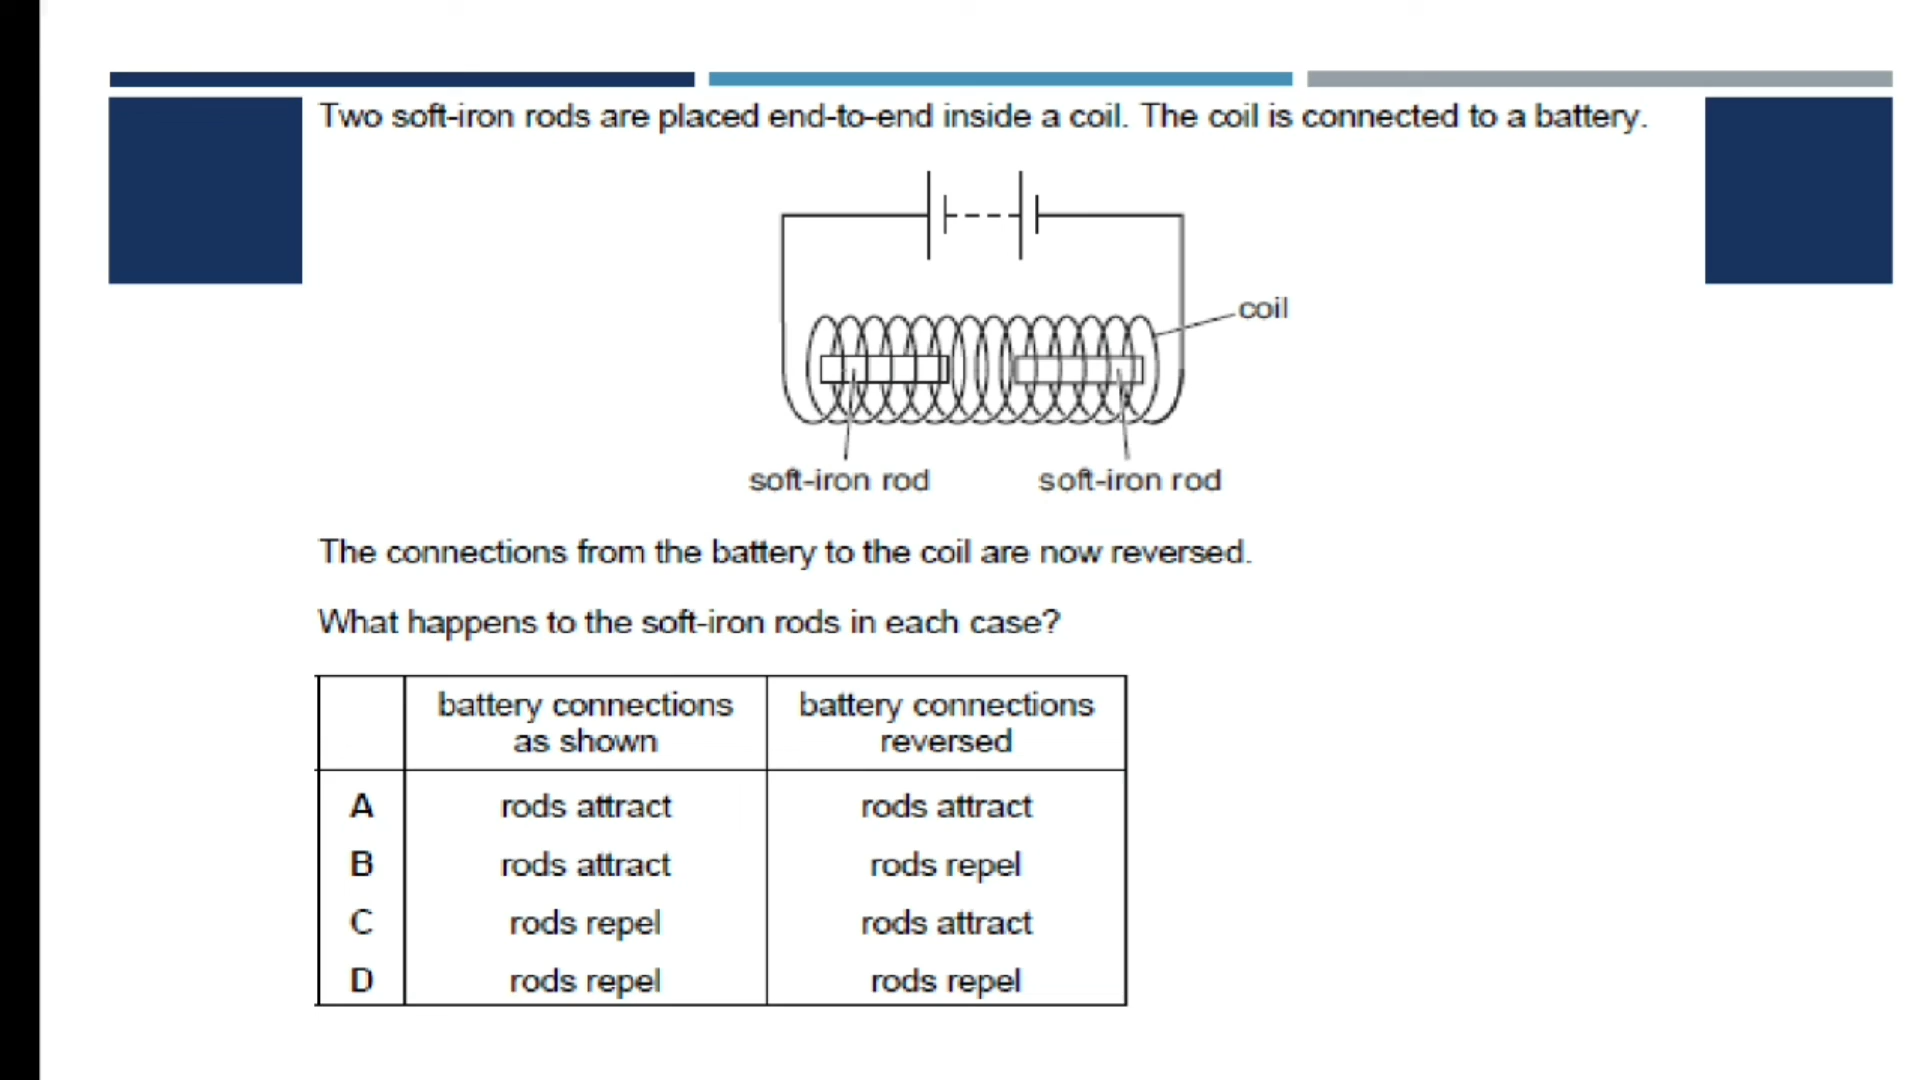 Two soft-iron rods are placed end-to-end inside a coil. The coil is connected to a battery.
coil
soft-iron rod
soft-iron rod
The connections from the battery to the coil are now reversed.
What happens to the soft-iron rods in each case?
battery connections as shown
battery connections reversed
A rods attract rods attract
B rods attract rods repel
C rods repel rods attract
D rods repel rods repel